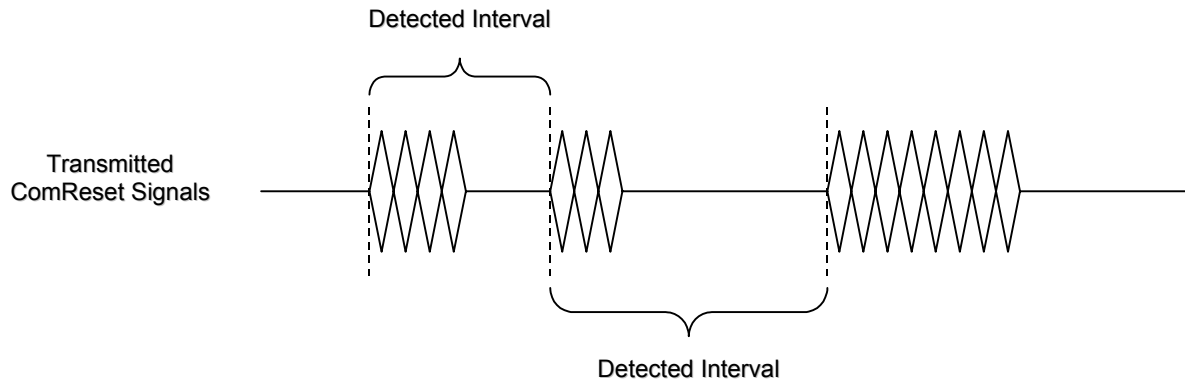 Detected Interval
Transmitted
ComReset Signals
Detected Interval